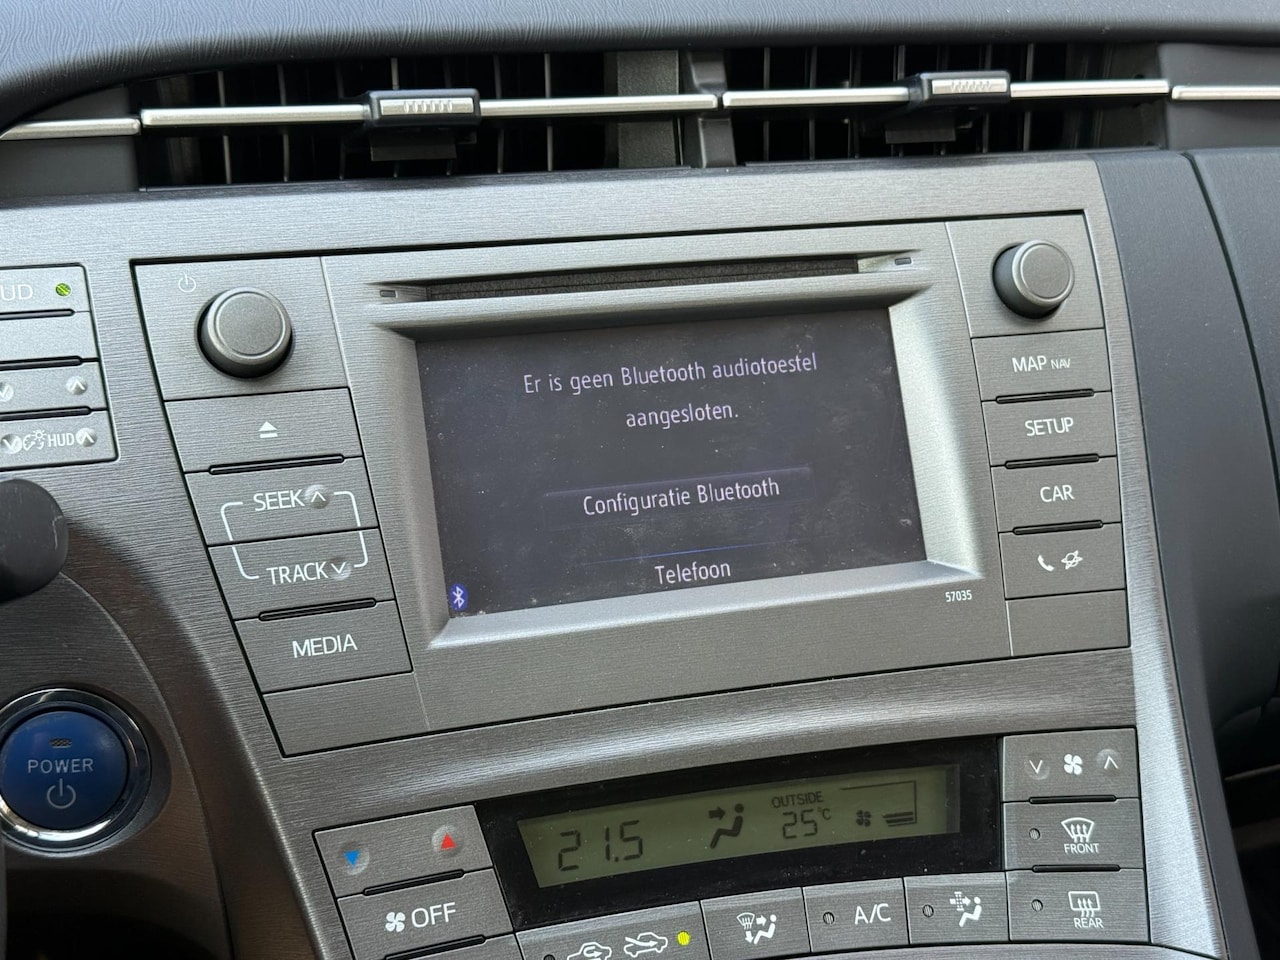 UD
HUD
SEEK
TRACK
MEDIA
Er is geen Bluetooth audiotoestel
aangesloten.
Configuratie Bluetooth
Telefoon
57035
MAP NAV
SETUP
CAR
POWER
21.5
OUTSIDE
25°C
OFF
A/C
FRONT
REAR